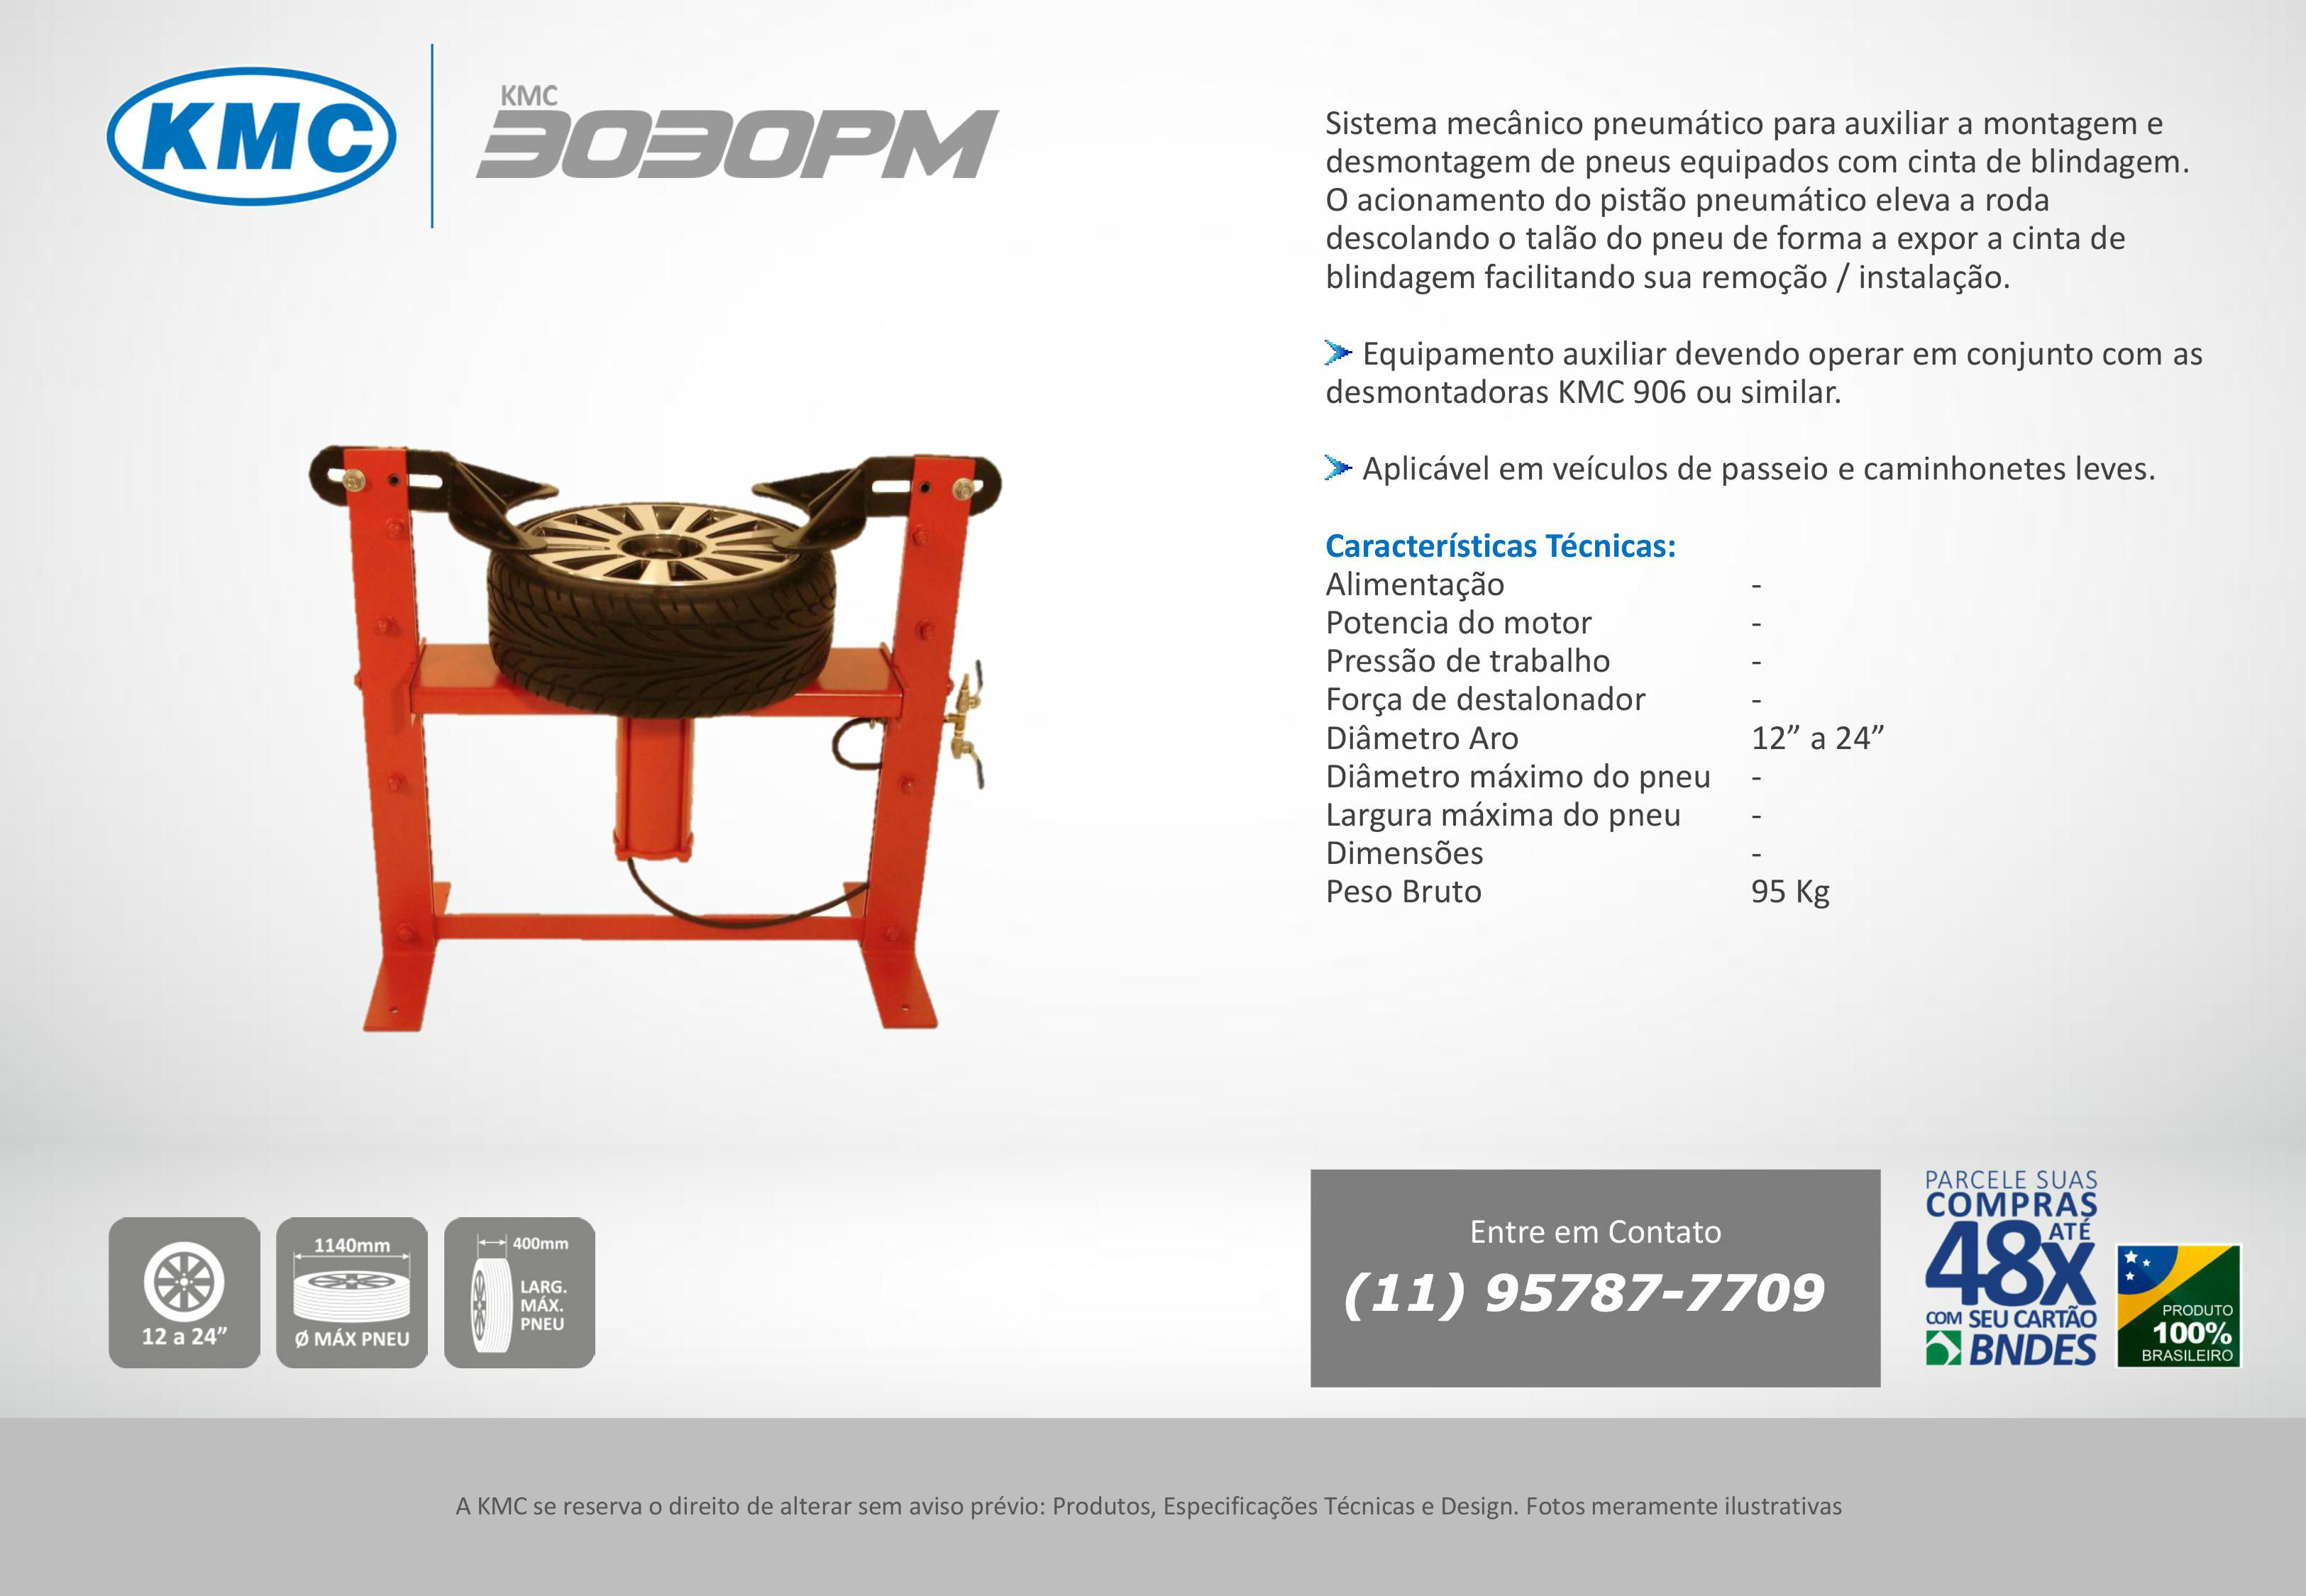 KMC
KMC
3030PM
Sistema mecânico pneumático para auxiliar a montagem e
desmontagem de pneus equipados com cinta de blindagem.
O acionamento do pistão pneumático eleva a roda
descolando o talão do pneu de forma a expor a cinta de
blindagem facilitando sua remoção / instalação.
Equipamento auxiliar devendo operar em conjunto com as
desmontadoras KMC 906 ou similar.
Aplicável em veículos de passeio e caminhonetes leves.
Características Técnicas:
Alimentação -
Potencia do motor -
Pressão de trabalho -
Força de destalonador -
Diâmetro Aro 12” a 24”
Diâmetro máximo do pneu -
Largura máxima do pneu -
Dimensões -
Peso Bruto 95 Kg
12 a 24”
1140mm
Ø MÁX PNEU
400mm
LARG.
MÁX.
PNEU
Entre em Contato
(11) 95787-7709
PARCELE SUAS
COMPRAS
ATÉ
48x
COM SEU CARTÃO
BNDES
PRODUTO
100%
BRASILEIRO
A KMC se reserva o direito de alterar sem aviso prévio: Produtos, Especificações Técnicas e Design. Fotos meramente ilustrativas